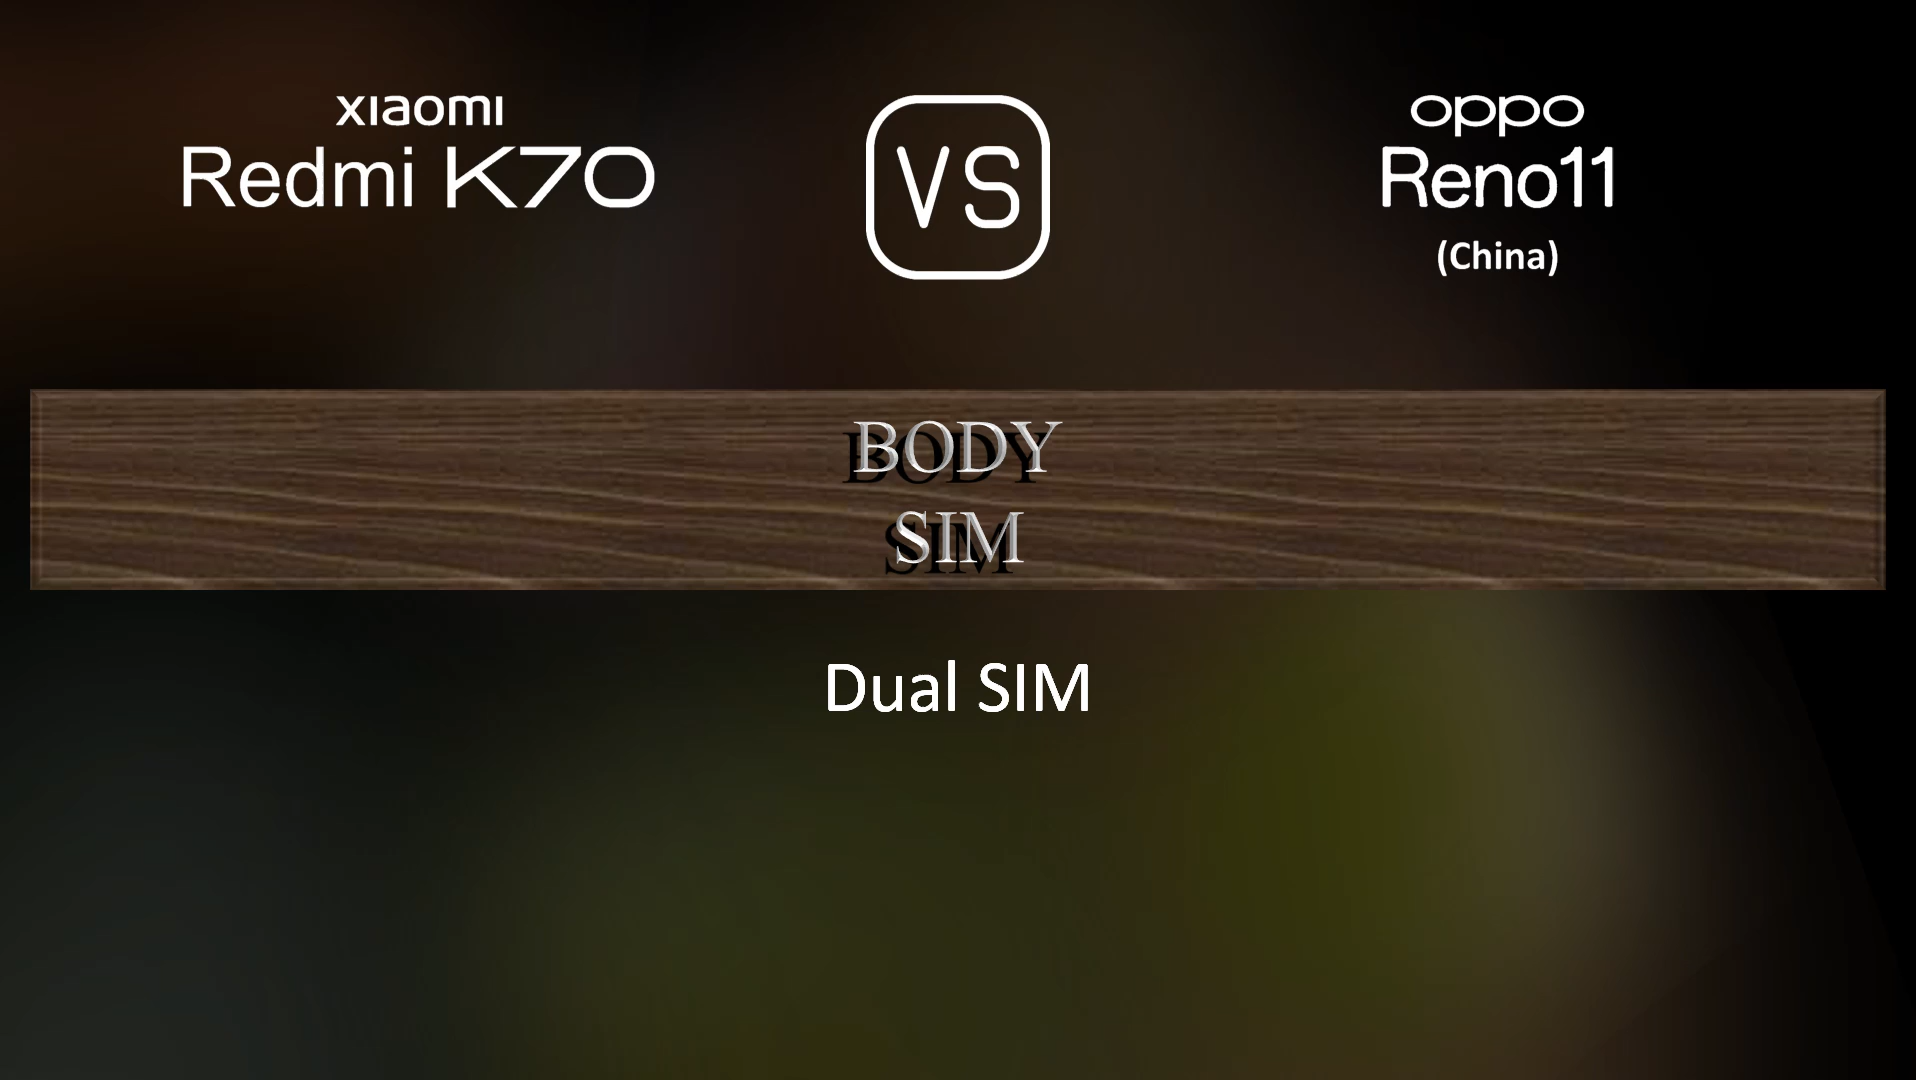 xiaomi
Redmi K70
VS
oppo
Reno11
(China)
BODY
SIM
Dual SIM